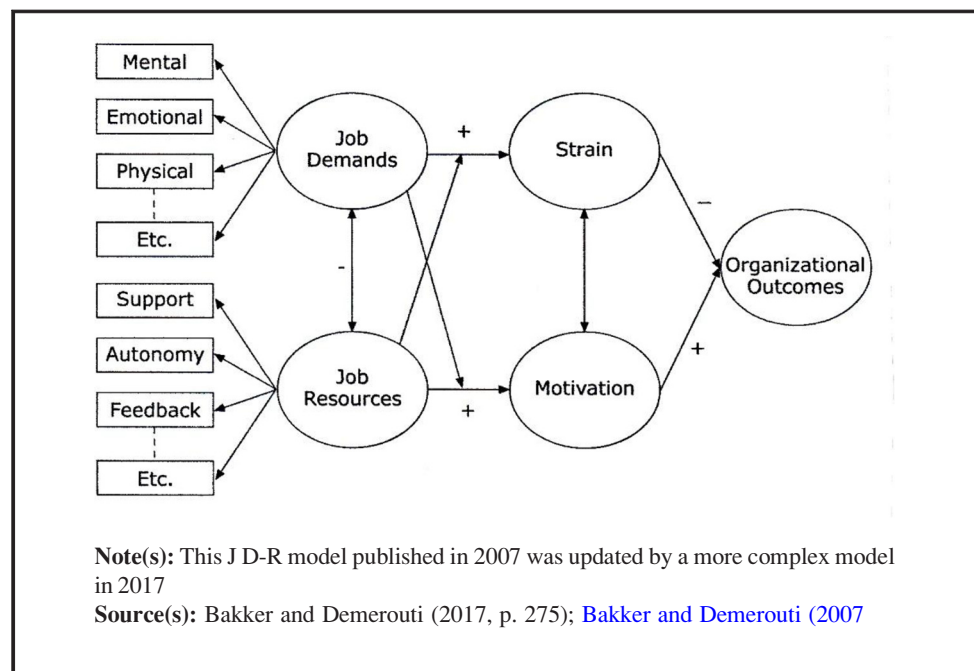 Mental
Emotional
Physical
Etc.
Support
Autonomy
Feedback
Etc.
Job
Demands
Job
Resources
+
-
+
Strain
Motivation
–
+
Organizational
Outcomes
Note(s): This J D-R model published in 2007 was updated by a more complex model
in 2017
Source(s): Bakker and Demerouti (2017, p. 275); Bakker and Demerouti (2007